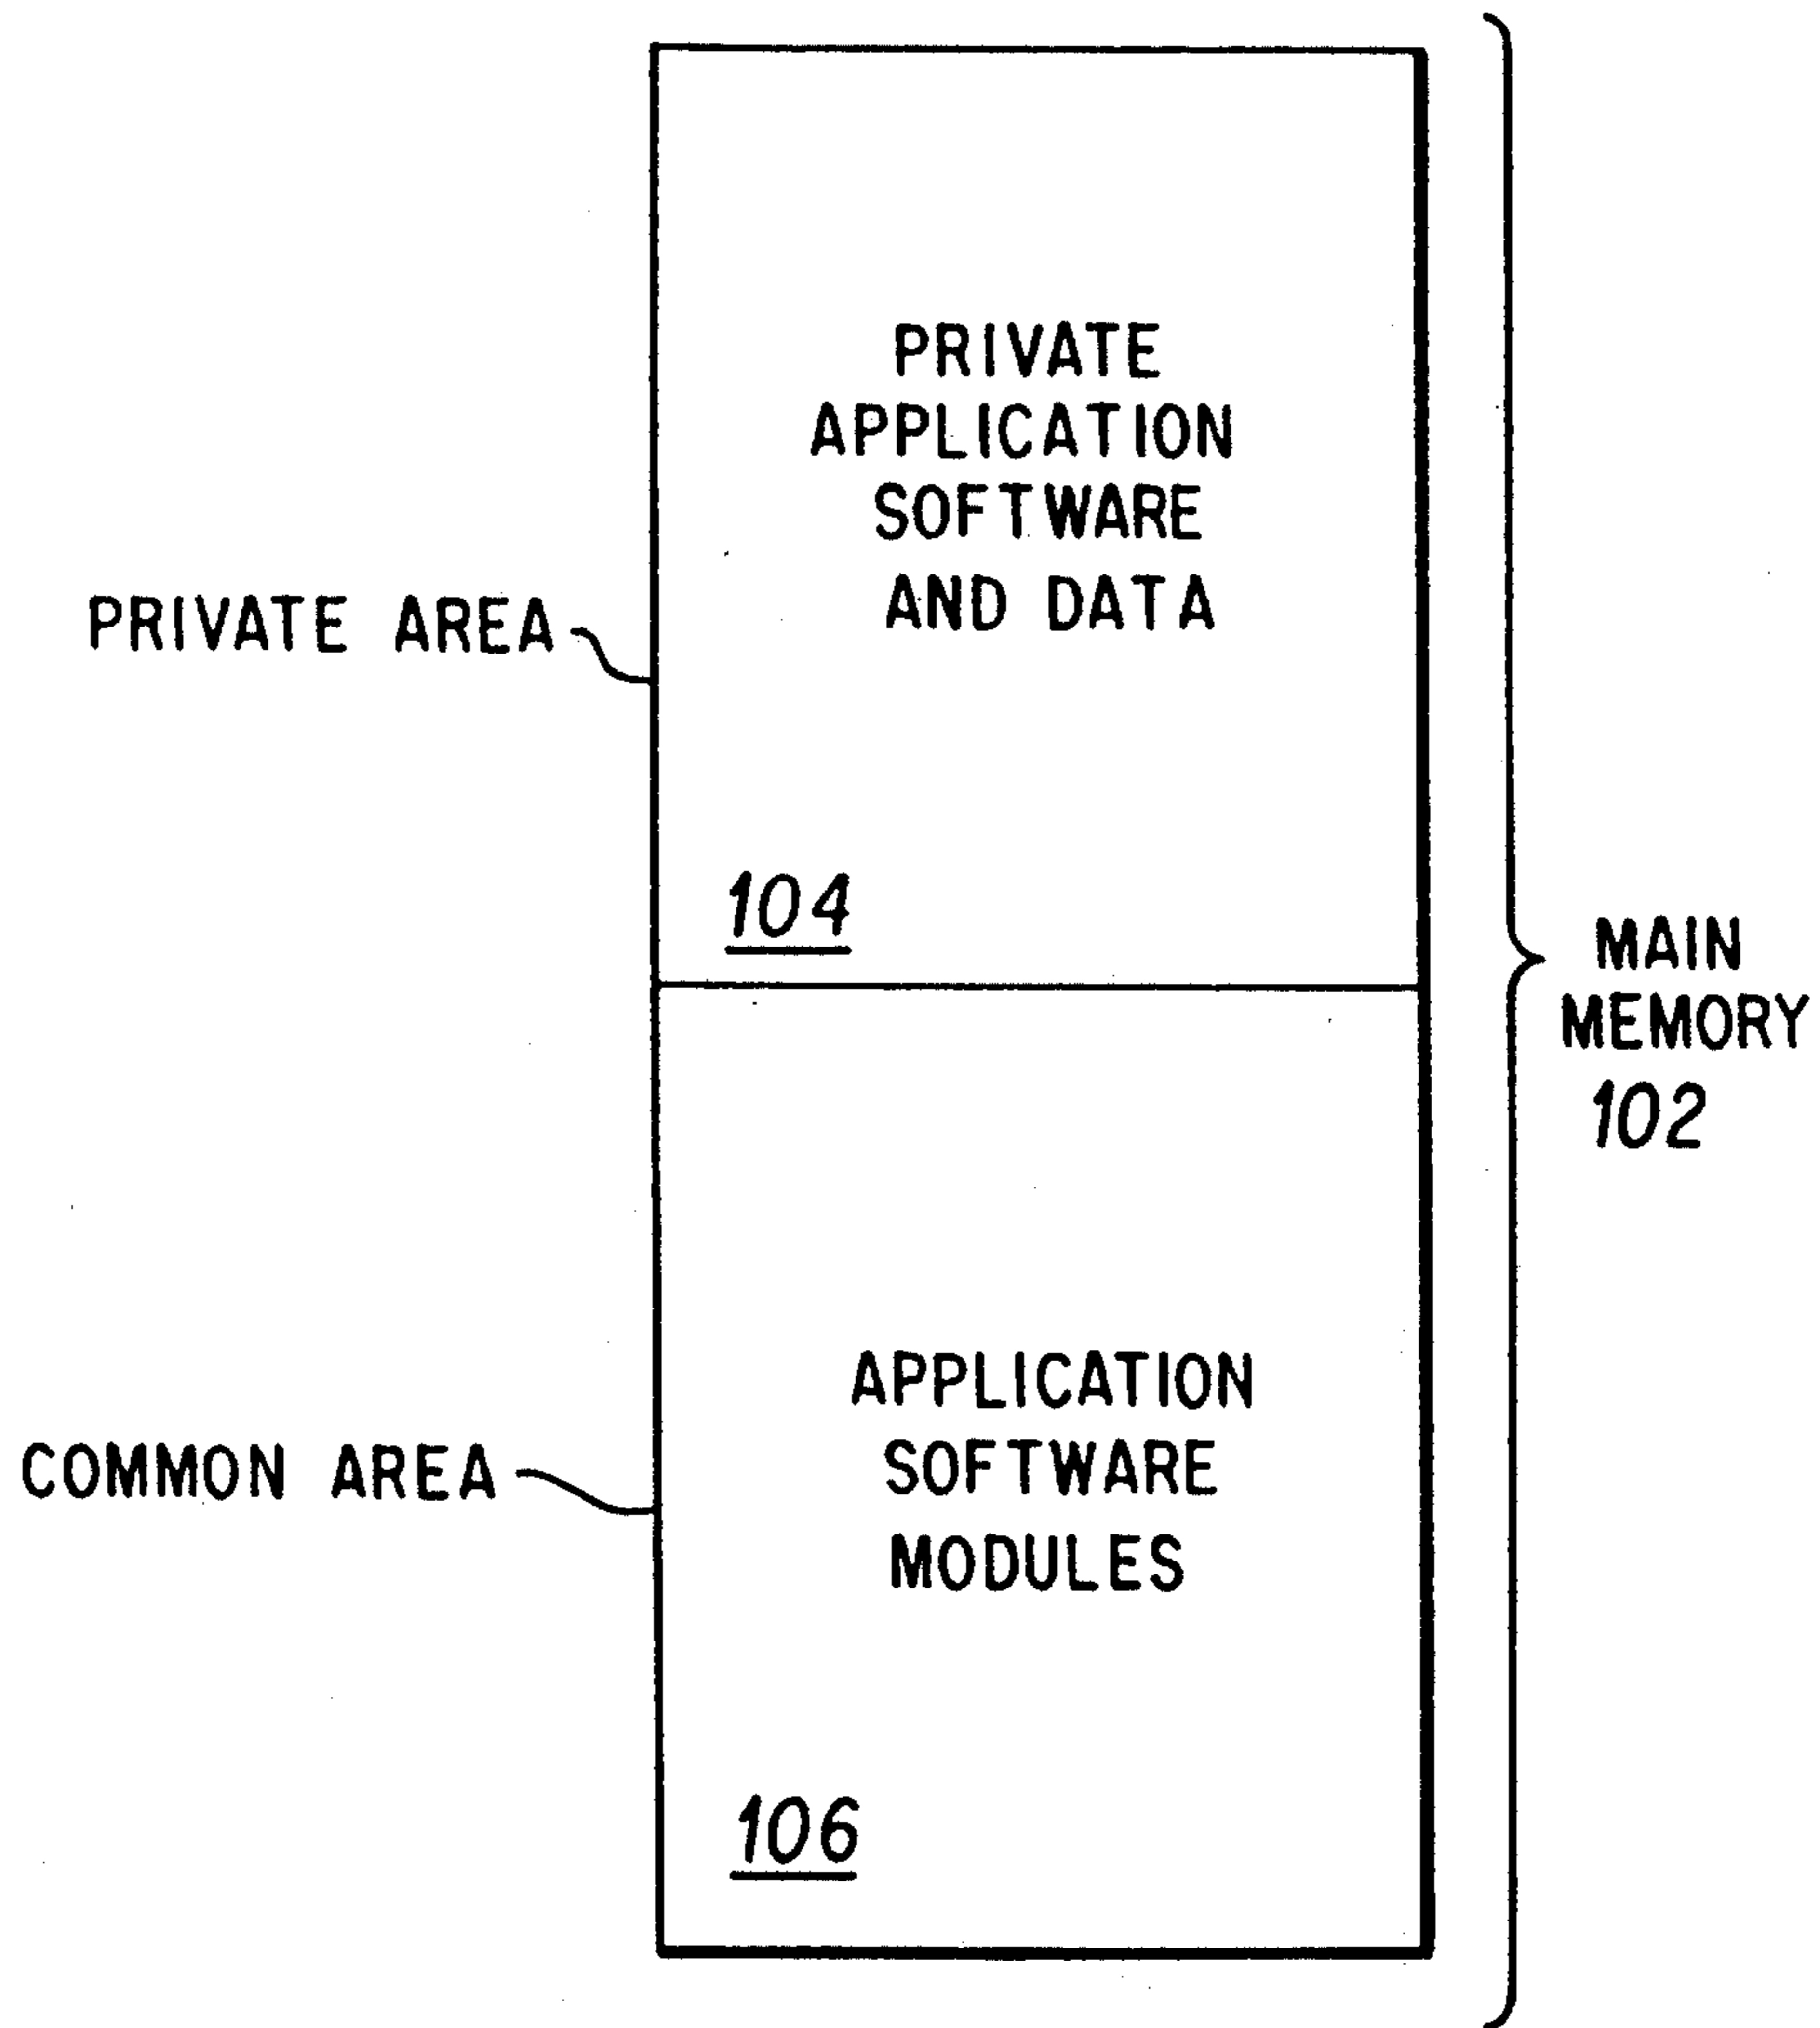 PRIVATE
APPLICATION
SOFTWARE
AND DATA
PRIVATE AREA
104
MAIN
MEMORY
102
APPLICATION
SOFTWARE
MODULES
COMMON AREA
106